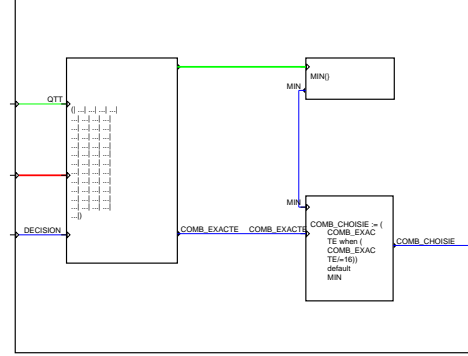 QTT
(| ...| ...| ...| ...|
...| ...| ...| ...|
...| ...| ...| ...|
...| ...| ...| ...|
...| ...| ...| ...|
...| ...| ...| ...|
...| ...| ...| ...|
...| ...| ...| ...|
...| ...| ...| ...|
...| ...| ...| ...|
...| ...| ...| ...|
...| ...| ...| ...|
...|)
DECISION
COMB_EXACTE
MIN()
MIN
MIN
COMB_EXACTE
COMB_CHOISIE := (
COMB_EXAC
TE when (
COMB_EXAC
TE/=16))
default
MIN
COMB_CHOISIE